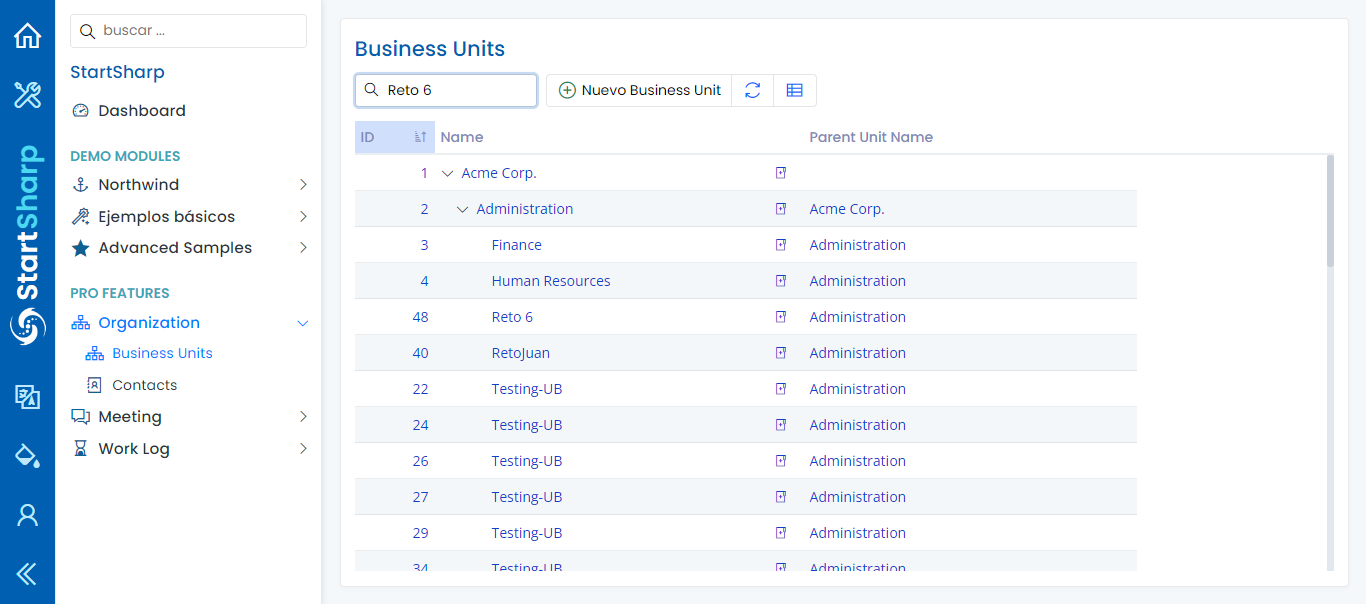 StartSharp
buscar ...
StartSharp
Dashboard
DEMO MODULES
Northwind
Ejemplos básicos
Advanced Samples
PRO FEATURES
Organization
Business Units
Contacts
Meeting
Work Log
Business Units
Reto 6 Nuevo Business Unit
ID Name Parent Unit Name
1 Acme Corp.
2 Administration Acme Corp.
3 Finance Administration
4 Human Resources Administration
48 Reto 6 Administration
40 RetoJuan Administration
22 Testing-UB Administration
24 Testing-UB Administration
26 Testing-UB Administration
27 Testing-UB Administration
29 Testing-UB Administration
34 Testing-UB Administration